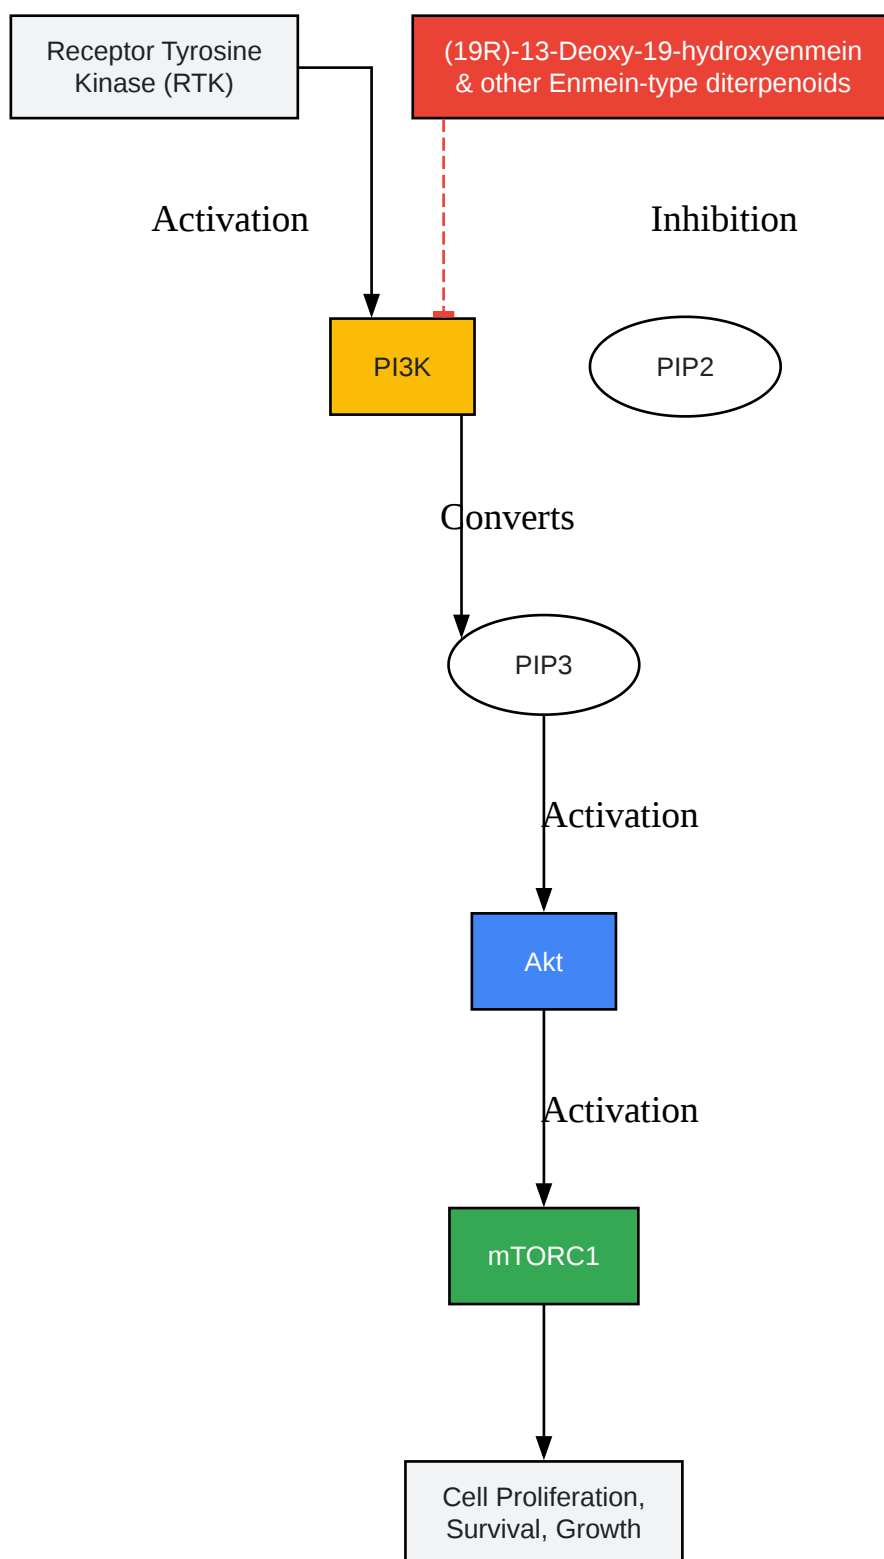 Receptor Tyrosine
Kinase (RTK)
(19R)-13-Deoxy-19-hydroxyenmein
& other Enmein-type diterpenoids
Activation
Inhibition
PI3K
PIP2
Converts
PIP3
Activation
Akt
Activation
mTORC1
Cell Proliferation,
Survival, Growth